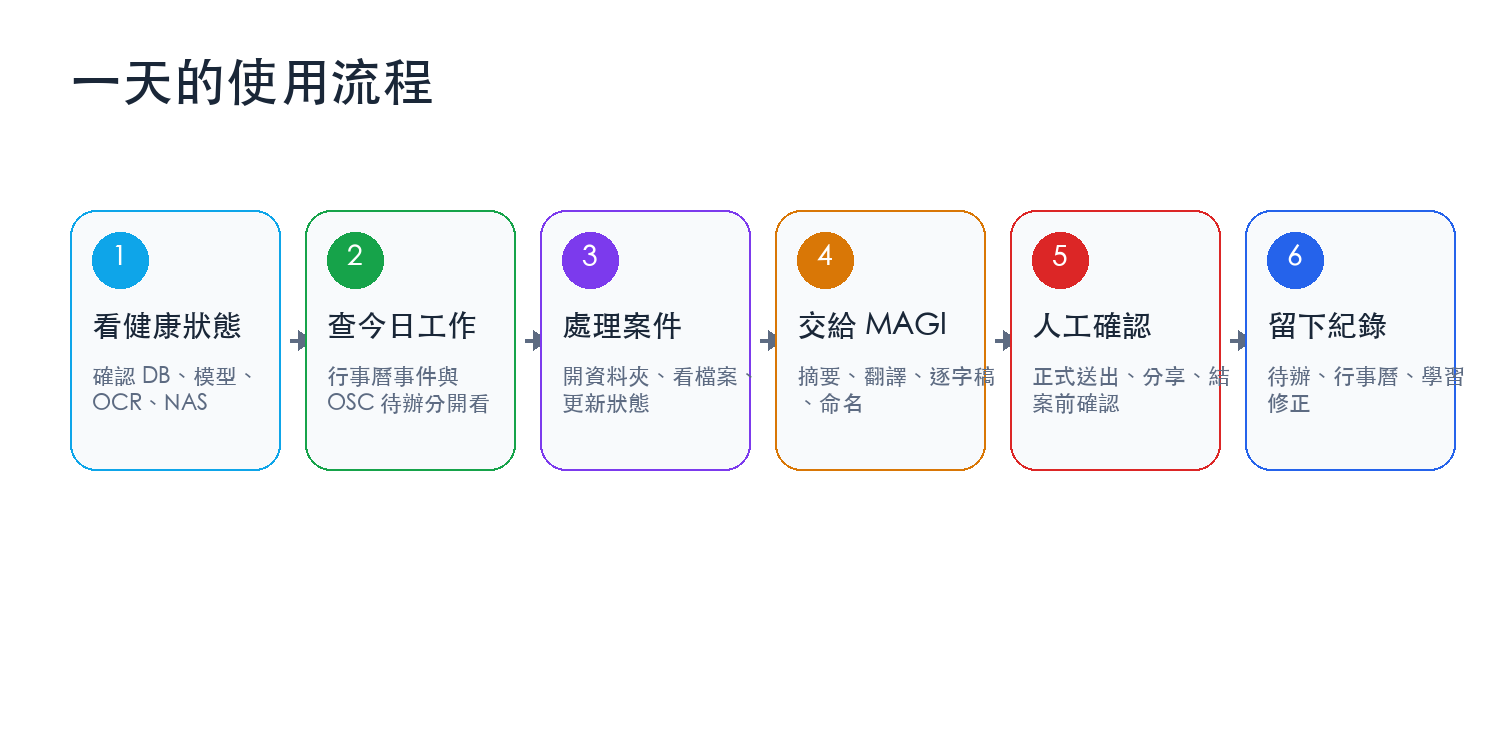 一天的使用流程
1
看健康狀態
確認 DB、模型、
OCR、NAS
2
查今日工作
行事曆事件與
OSC 待辦分開看
3
處理案件
開資料夾、看檔案、
更新狀態
4
交給 MAGI
摘要、翻譯、逐字稿
、命名
5
人工確認
正式送出、分享、結
案前確認
6
留下紀錄
待辦、行事曆、學習
修正